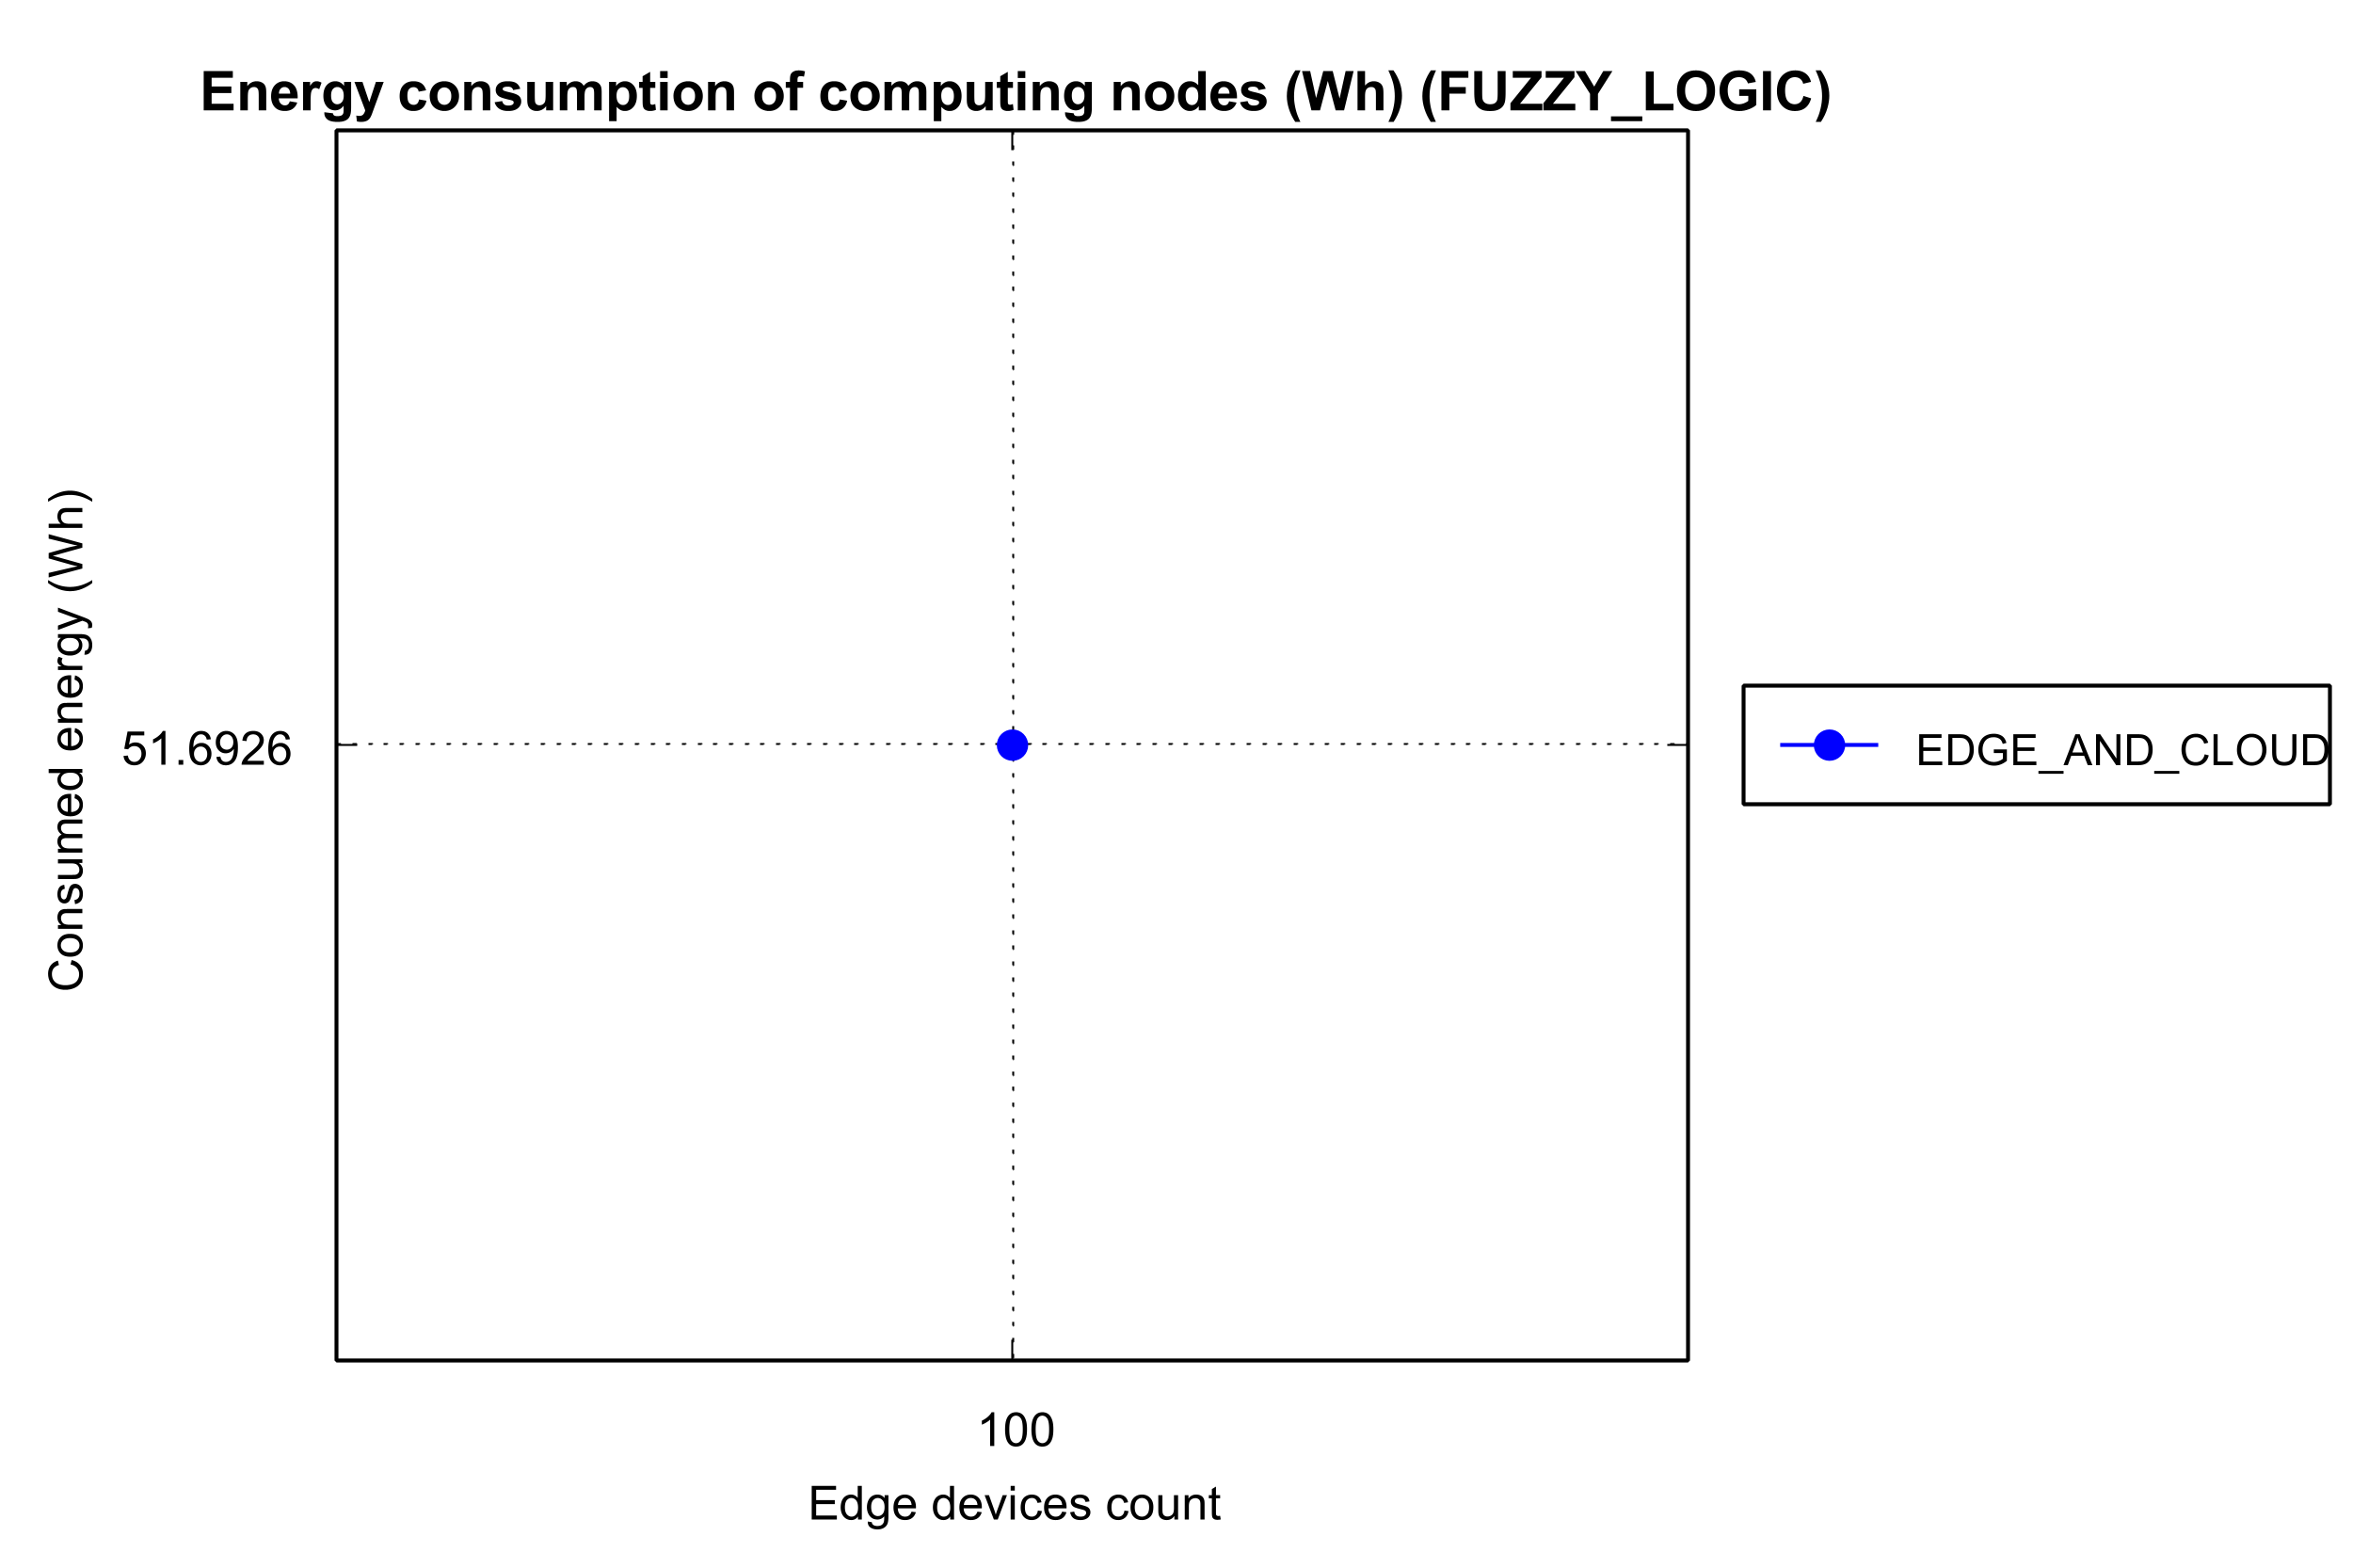 Energy consumption of computing nodes (Wh) (FUZZY_LOGIC)
Consumed energy (Wh)
51.6926
EDGE_AND_CLOUD
100
Edge devices count